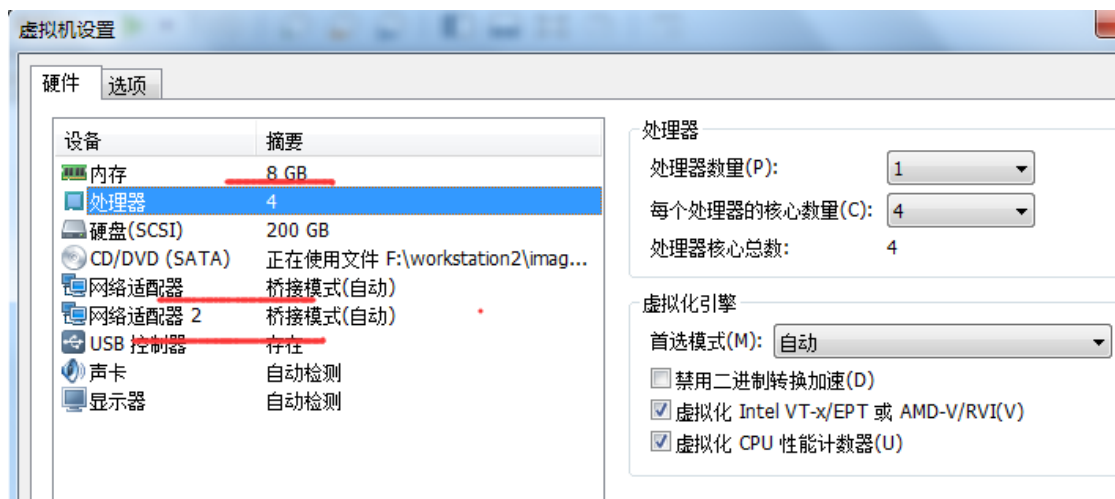 虚拟机设置
硬件 选项
设备 摘要
内存 8 GB
处理器 4
硬盘(SCSI) 200 GB
CD/DVD (SATA) 正在使用文件 F:\workstation2\imag...
网络适配器 桥接模式(自动)
网络适配器 2 桥接模式(自动)
USB 控制器 存在
声卡 自动检测
显示器 自动检测
处理器
处理器数量(P): 1
每个处理器的核心数量(C): 4
处理器核心总数: 4
虚拟化引擎
首选模式(M): 自动
禁用二进制转换加速(D)
虚拟化 Intel VT-x/EPT 或 AMD-V/RVI(V)
虚拟化 CPU 性能计数器(U)